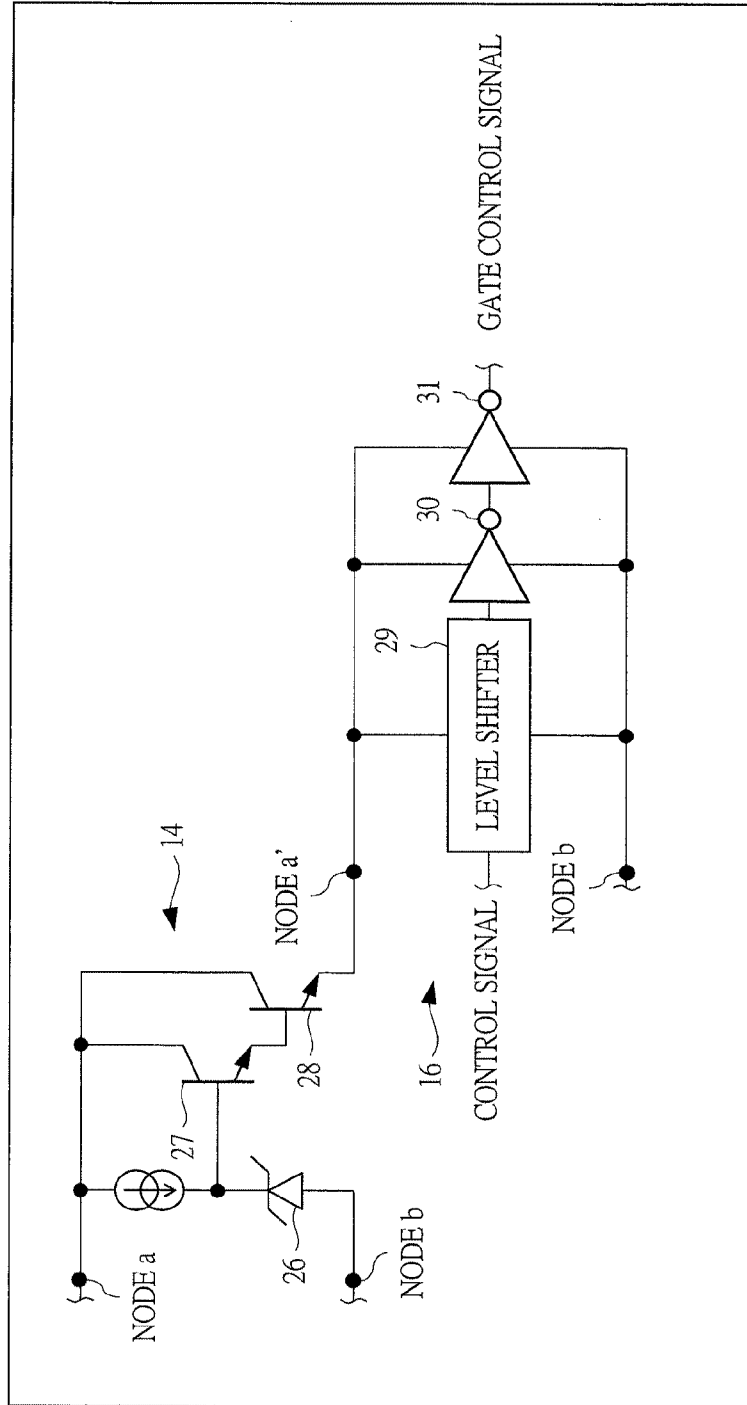 NODE a
27
14
26
28
NODE b
NODE a'
16
29
30
31
CONTROL SIGNAL
LEVEL SHIFTER
GATE CONTROL SIGNAL
NODE b